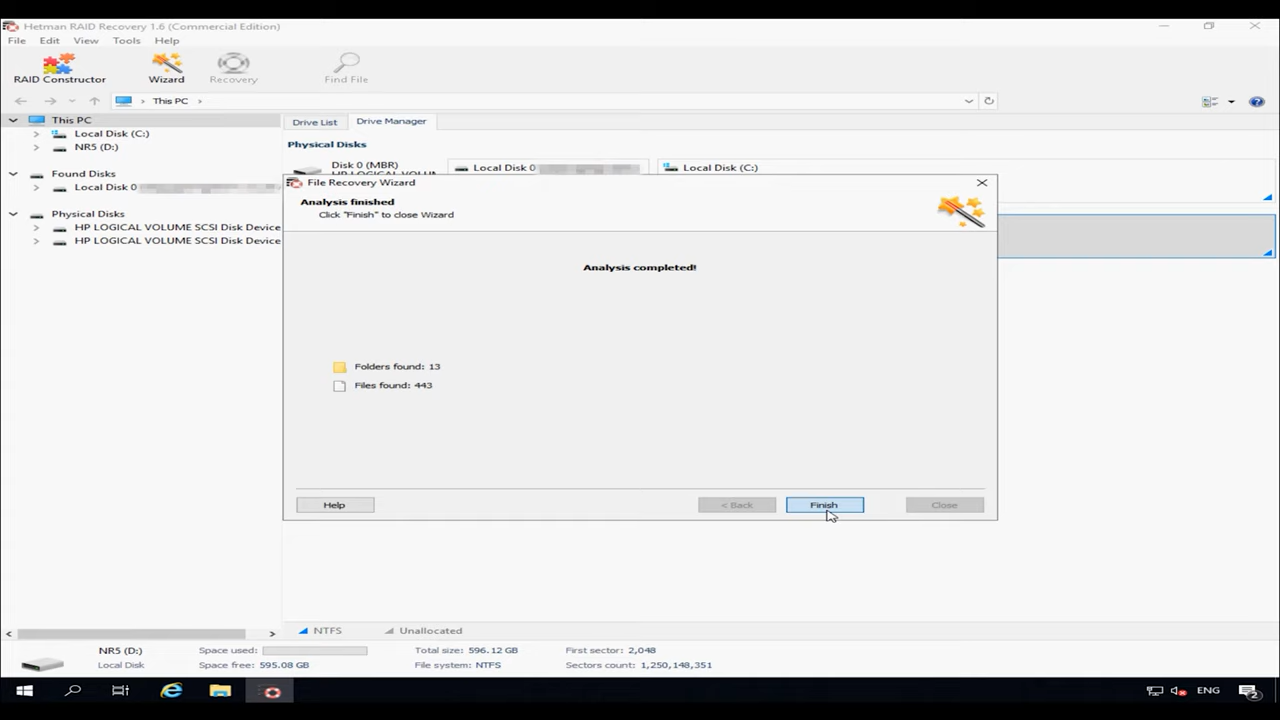 Hetman RAID Recovery 1.6 (Commercial Edition)
File Edit View Tools Help
RAID Constructor Wizard Recovery Find File
This PC
This PC
Local Disk (C:)
NR5 (D:)
Found Disks
Local Disk 0
Physical Disks
HP LOGICAL VOLUME SCSI Disk Device
HP LOGICAL VOLUME SCSI Disk Device
Drive List Drive Manager
Physical Disks
Disk 0 (MBR)
HP LOGICAL VOLUM
Local Disk 0
Local Disk (C:)
File Recovery Wizard
Analysis finished
Click "Finish" to close Wizard
Analysis completed!
Folders found: 13
Files found: 443
Help < Back Finish Close
NTFS Unallocated
NR5 (D:) Space used: Total size: 596.12 GB First sector: 2,048
Local Disk Space free: 595.08 GB File system: NTFS Sectors count: 1,250,148,351
ENG 2